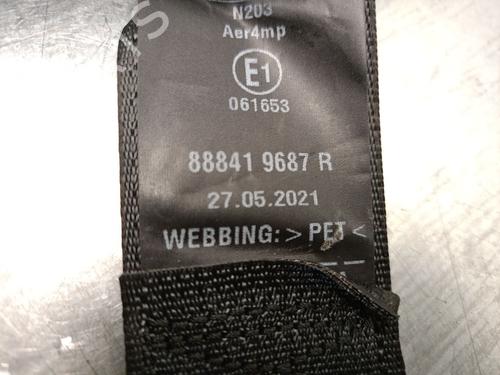 N203
Aer4mp
E1
061653
88841 9687 R
27.05.2021
WEBBING: > PET <